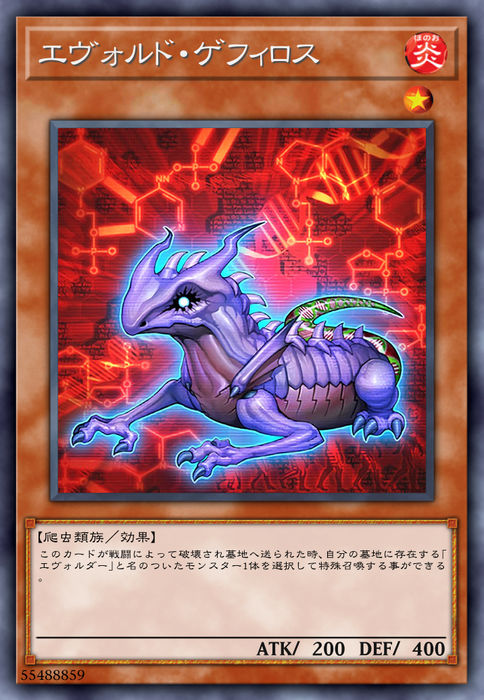 エヴォルド・ゲフィロス
ほのお
炎
【爬虫類族／効果】
このカードが戦闘によって破壊され墓地へ送られた時、自分の墓地に存在する「
エヴォルダー」と名のついたモンスター1体を選択して特殊召喚する事ができる
。
ATK/ 200 DEF/ 400
55488859